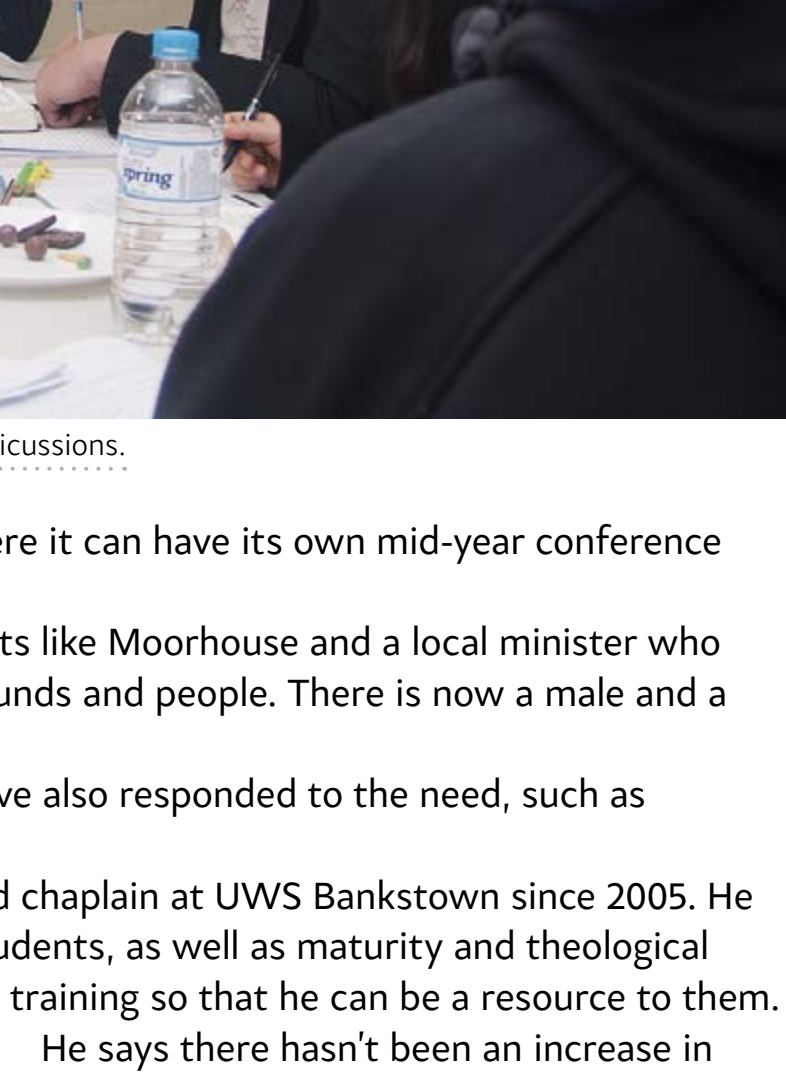 spring
icussions.
ere it can have its own mid-year conference
ts like Moorhouse and a local minister who
unds and people. There is now a male and a
ve also responded to the need, such as
d chaplain at UWS Bankstown since 2005. He
udents, as well as maturity and theological
training so that he can be a resource to them.
He says there hasn't been an increase in